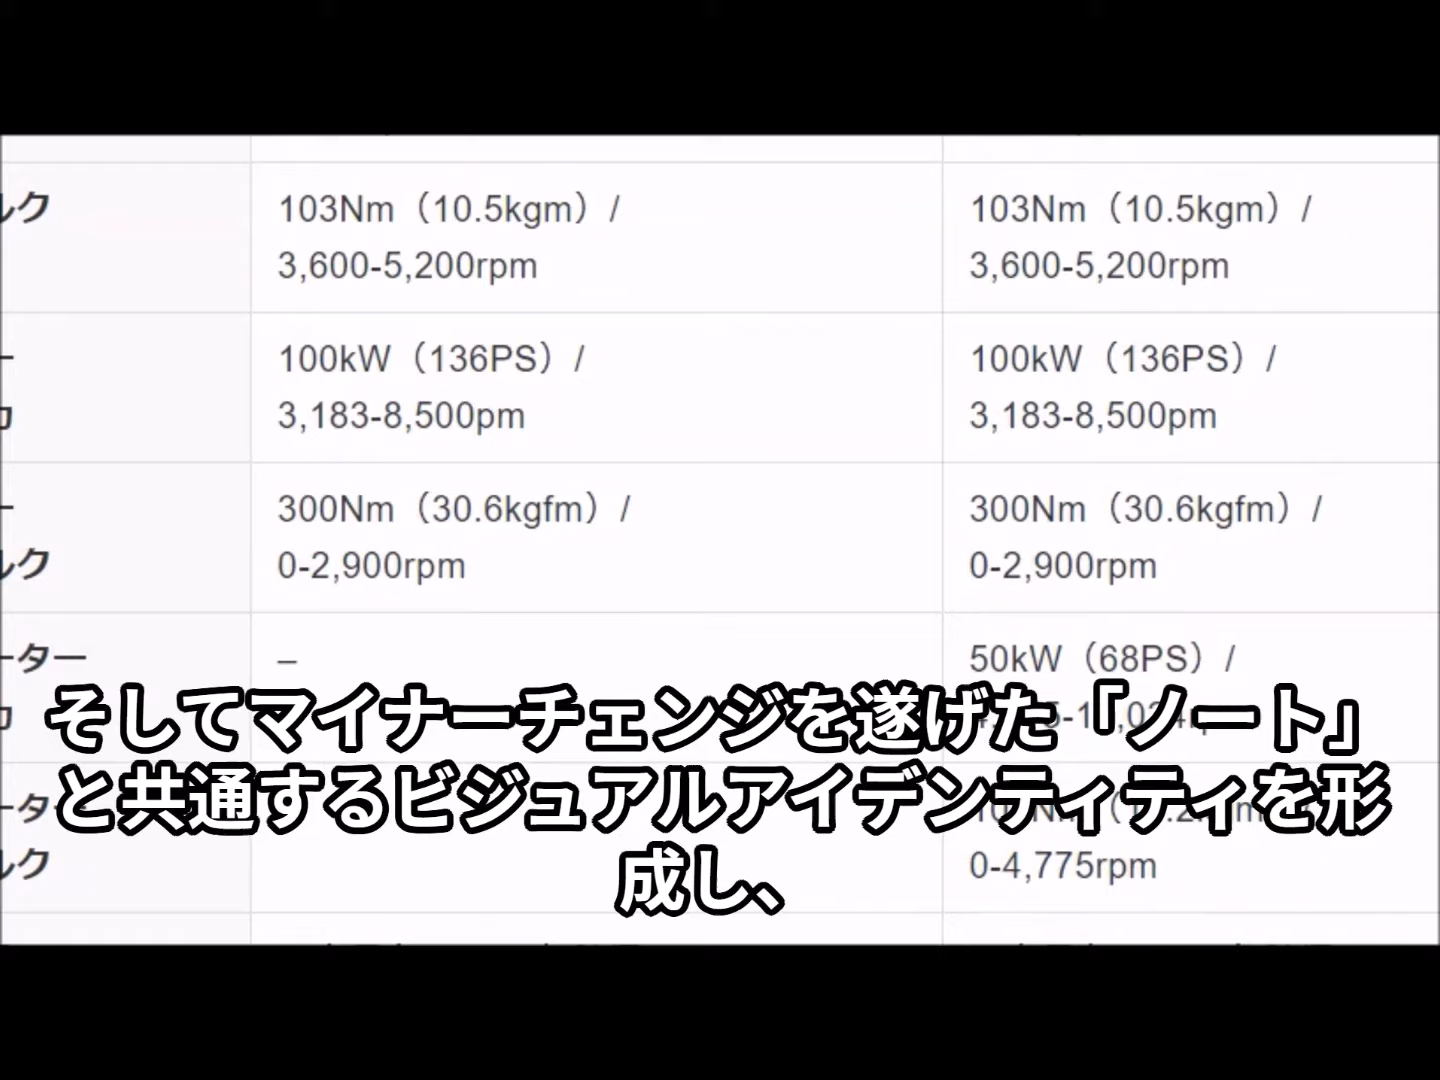 ルク
103Nm（10.5kgm）/
3,600-5,200rpm
103Nm（10.5kgm）/
3,600-5,200rpm
ー
100kW（136PS）/
3,183-8,500pm
100kW（136PS）/
3,183-8,500pm
ー
ルク
300Nm（30.6kgfm）/
0-2,900rpm
300Nm（30.6kgfm）/
0-2,900rpm
ーター
–
50kW（68PS）/
ータ
ルク
0-4,775rpm
そしてマイナーチェンジを遂げた「ノート」
と共通するビジュアルアイデンティティを形
成し、